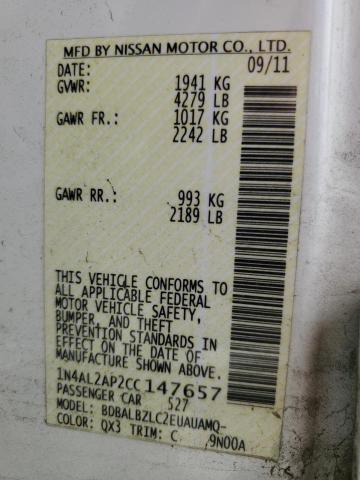 MFD BY NISSAN MOTOR CO., LTD.
DATE: 09/11
GVWR: 1941 KG
4279 LB
GAWR FR.: 1017 KG
2242 LB
GAWR RR.: 993 KG
2189 LB
THIS VEHICLE CONFORMS TO
ALL APPLICABLE FEDERAL
MOTOR VEHICLE SAFETY,
BUMPER, AND THEFT
PREVENTION STANDARDS IN
EFFECT ON THE DATE OF
MANUFACTURE SHOWN ABOVE.
1N4AL2AP2CC147657
PASSENGER CAR 527
MODEL: BDBALBZLC2EUAUAMQ-
COLOR: QX3 TRIM: C 9N00A